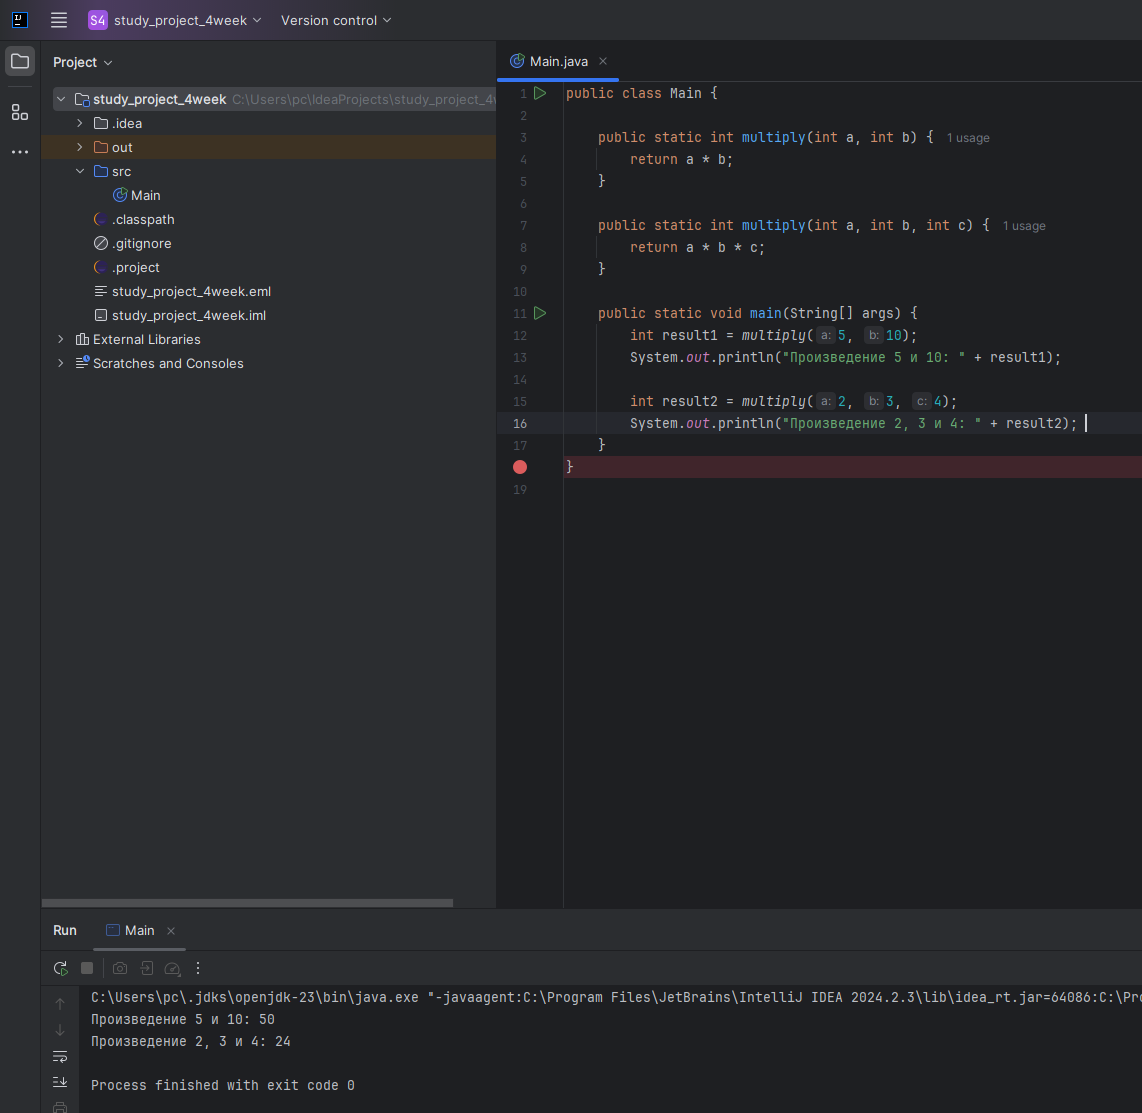 S4 study_project_4week Version control
Project
Main.java
study_project_4week C:\Users\pc\IdeaProjects\study_project_4
.idea
out
src
Main
.classpath
.gitignore
.project
study_project_4week.eml
study_project_4week.iml
External Libraries
Scratches and Consoles
1 public class Main {
2
3 public static int multiply(int a, int b) { 1 usage
4 return a * b;
5 }
6
7 public static int multiply(int a, int b, int c) { 1 usage
8 return a * b * c;
9 }
10
11 public static void main(String[] args) {
12 int result1 = multiply( a: 5, b: 10);
13 System.out.println("Произведение 5 и 10: " + result1);
14
15 int result2 = multiply( a: 2, b: 3, c: 4);
16 System.out.println("Произведение 2, 3 и 4: " + result2);
17 }
}
19
Run Main
C:\Users\pc\.jdks\openjdk-23\bin\java.exe "-javaagent:C:\Program Files\JetBrains\IntelliJ IDEA 2024.2.3\lib\idea_rt.jar=64086:C:\Pro
Произведение 5 и 10: 50
Произведение 2, 3 и 4: 24
Process finished with exit code 0